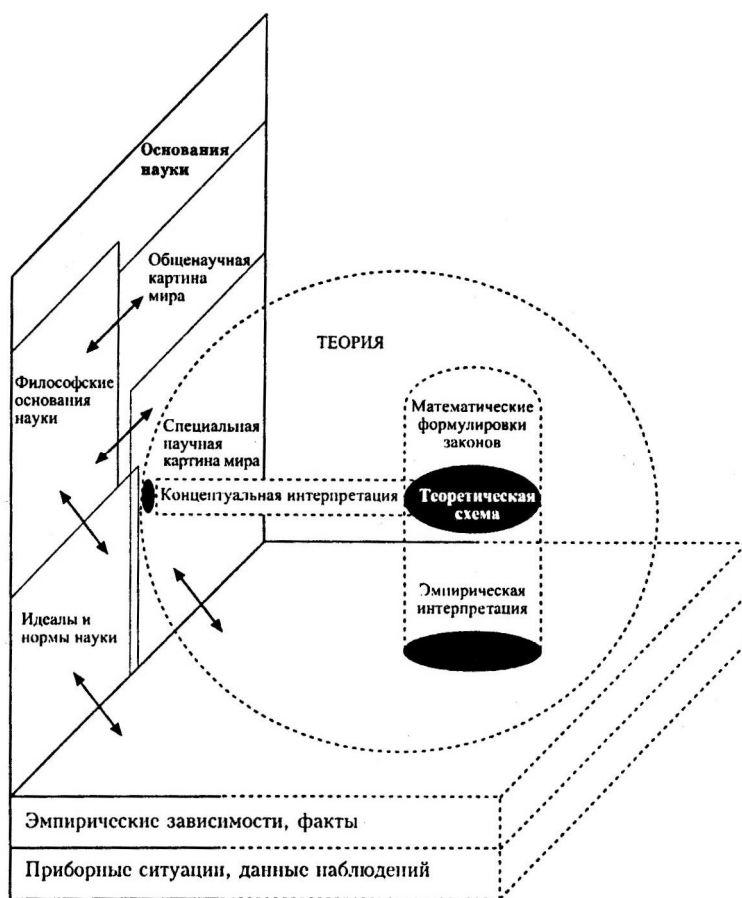 Основания
науки
Общенаучная
картина
мира
ТЕОРИЯ
Философские
основания
науки
Математические
формулировки
законов
Специальная
научная
картина мира
Концептуальная интерпретация
Теоретическая
схема
Эмпирическая
интерпретация
Идеалы и
нормы науки
Эмпирические зависимости, факты
Приборные ситуации, данные наблюдений